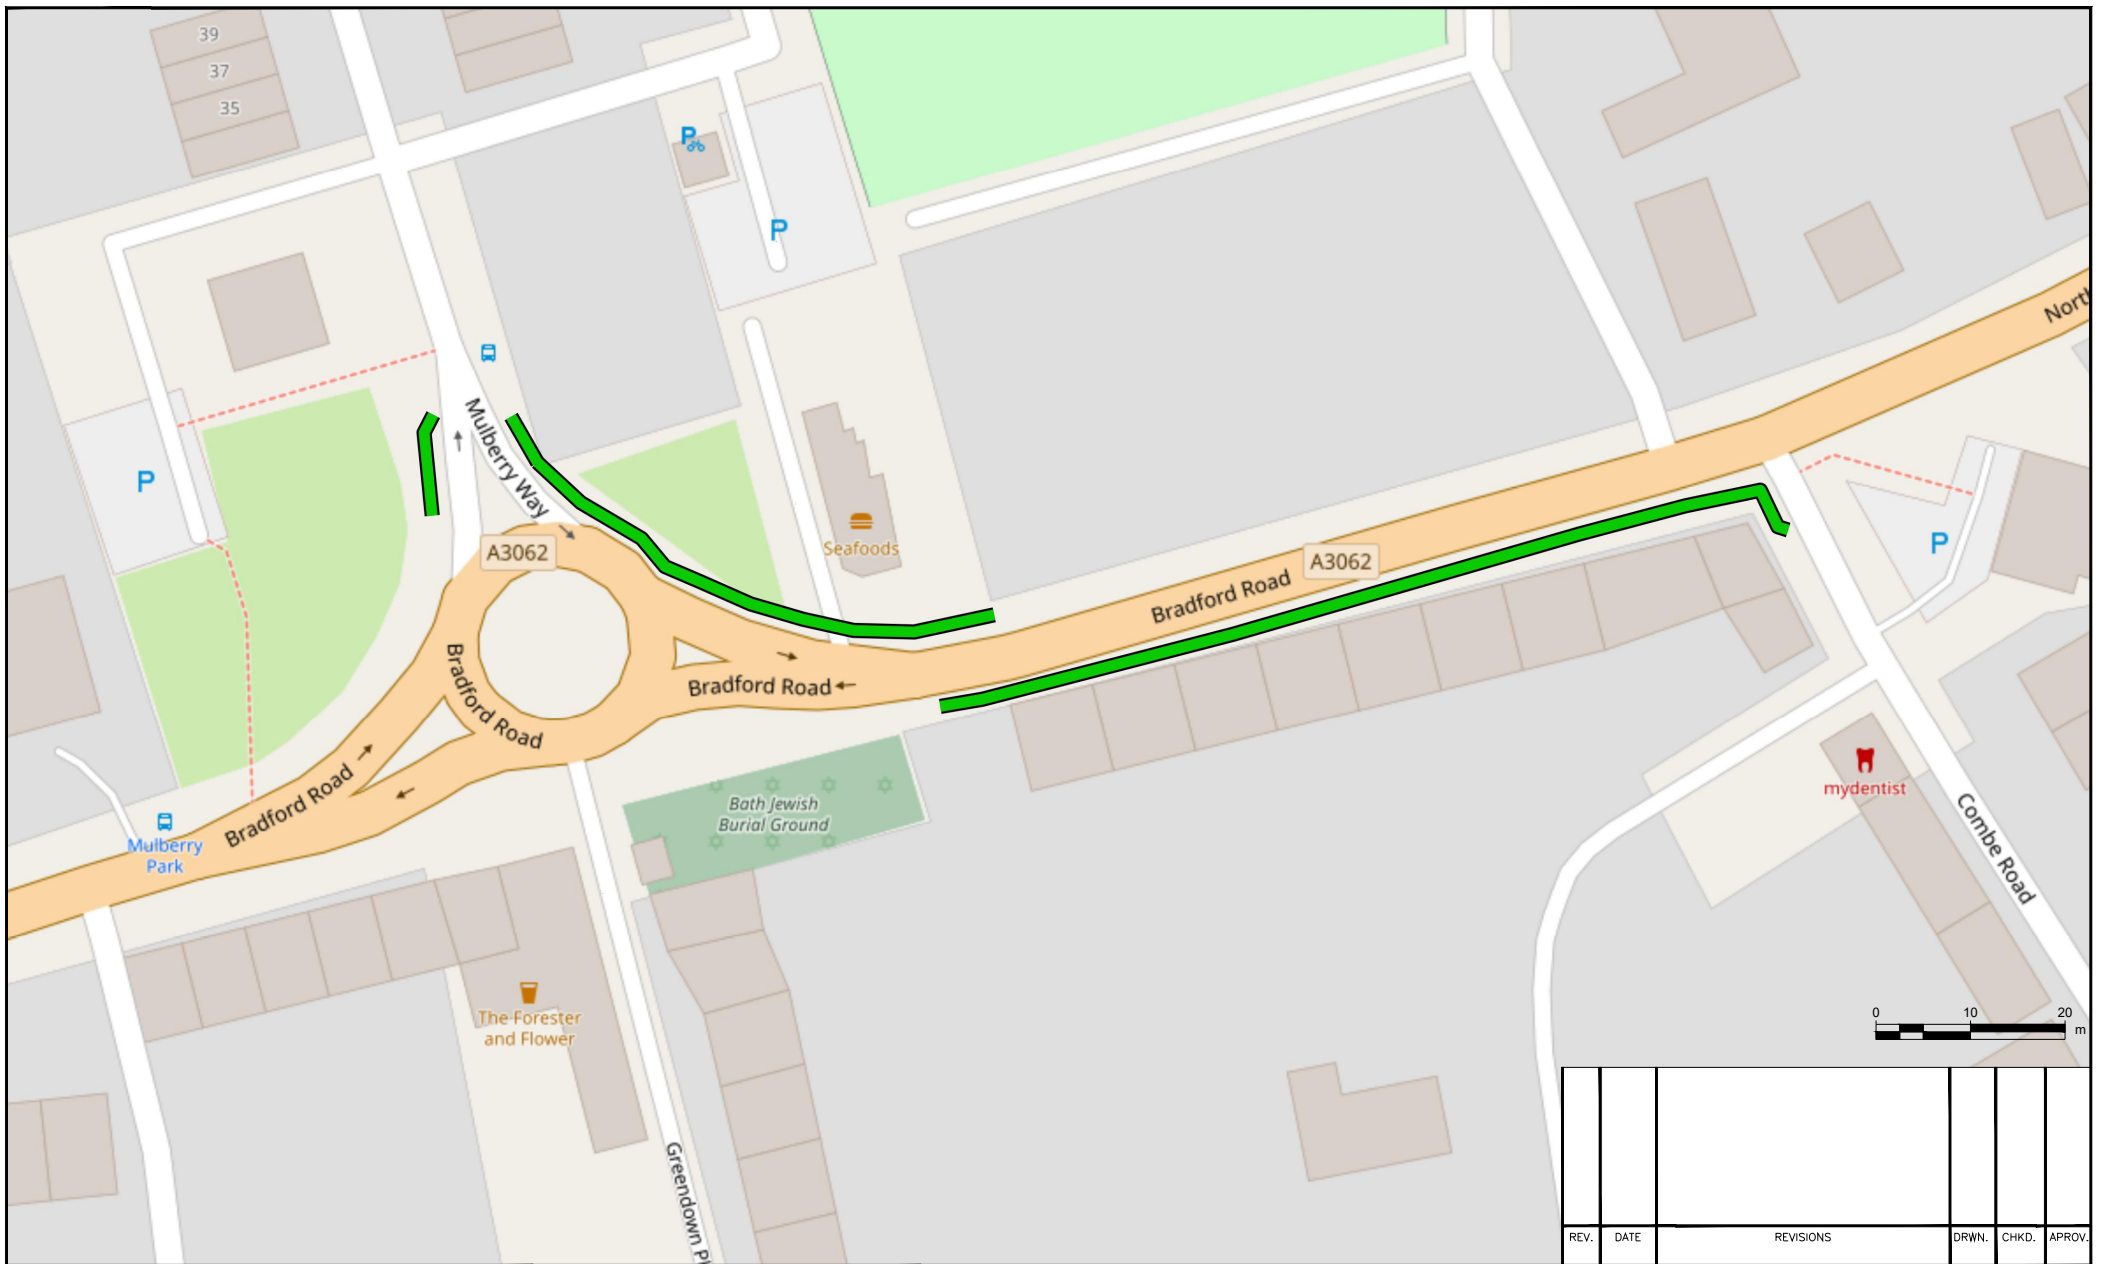 39
37
35
P
P
North
P
Mulberry Way
A3062
Seafoods
A3062
P
Bradford Road
Bradford Road
Bradford Road
Bradford Road
Mulberry
Park
Bath Jewish
Burial Ground
mydentist
Combe Road
The Forester
and Flower
Greendown Pl
0 10 20
m
REV. DATE REVISIONS DRWN. CHKD. APROV.